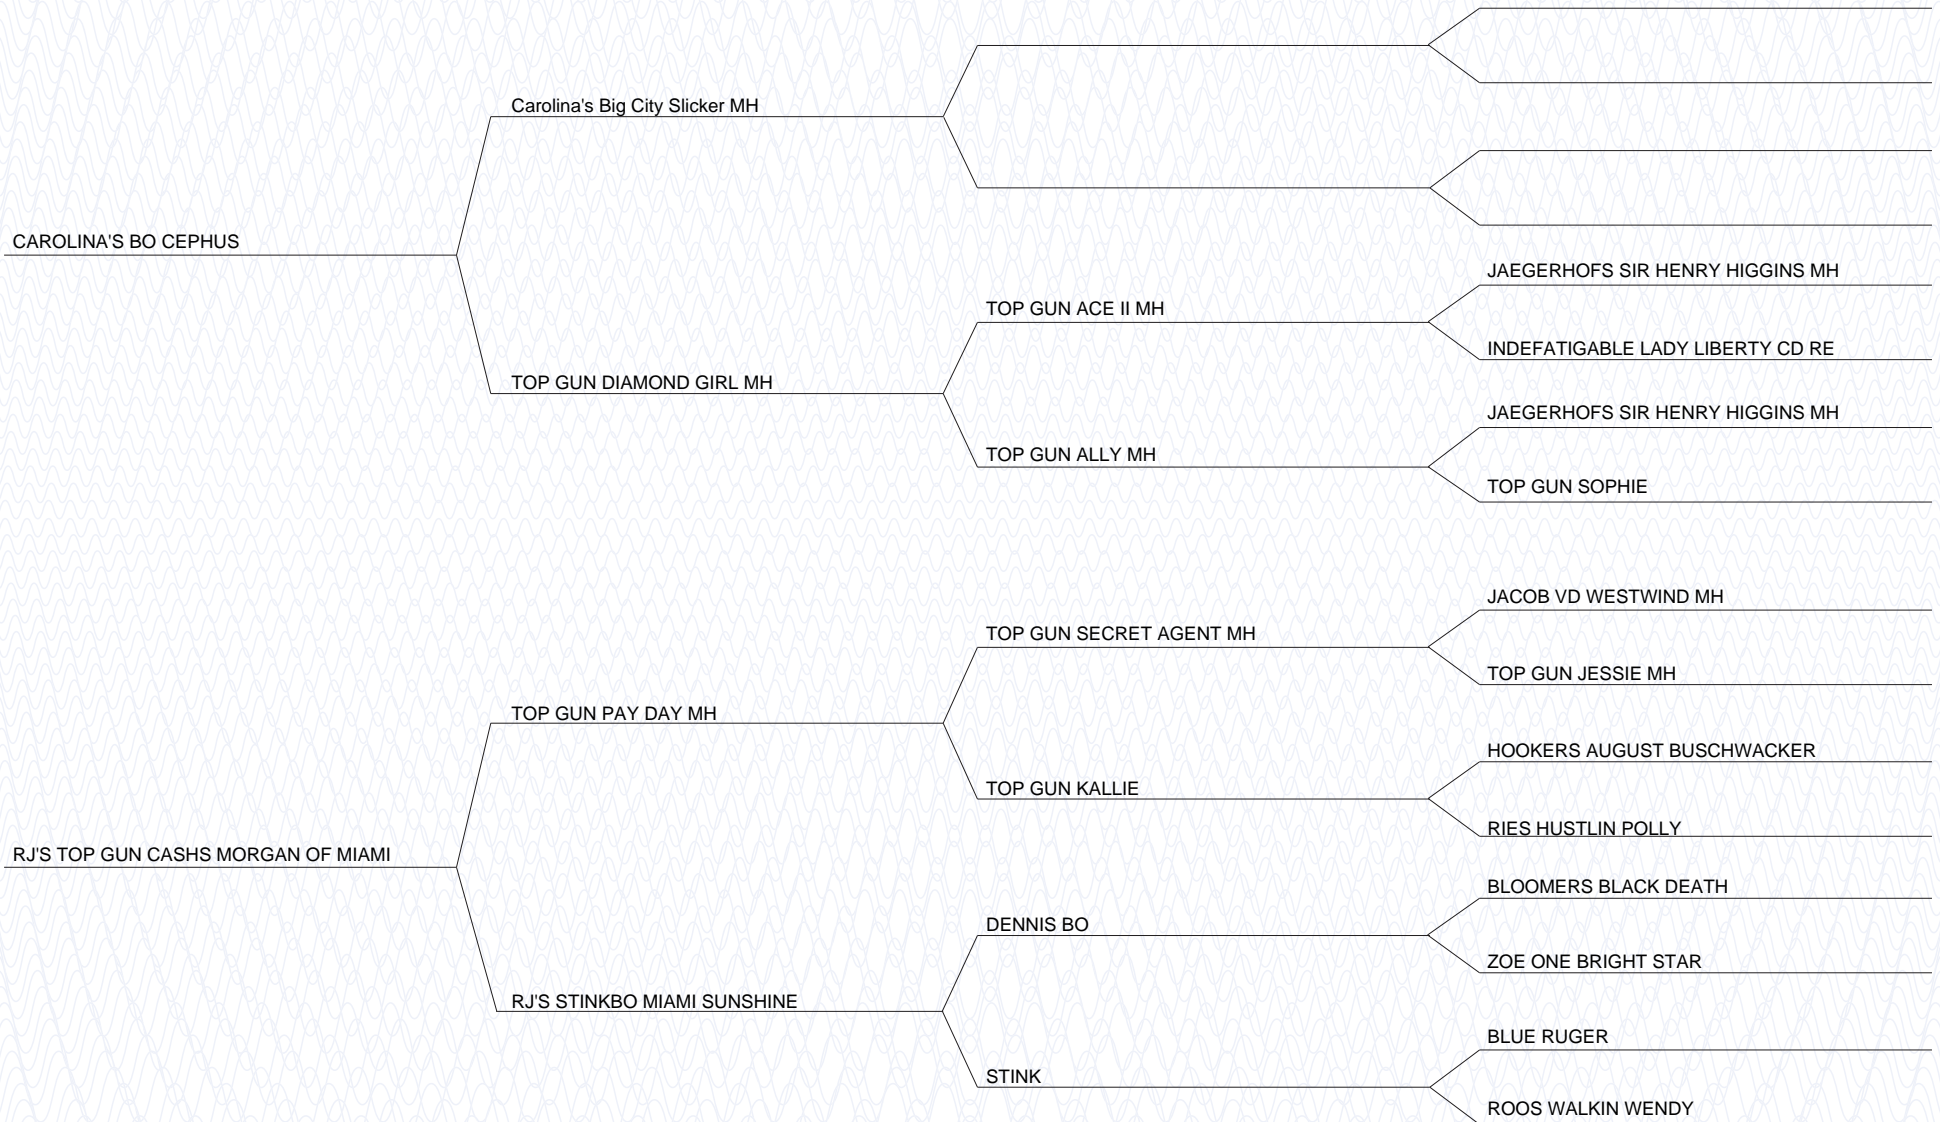 Carolina's Big City Slicker MH
CAROLINA'S BO CEPHUS
JAEGERHOFS SIR HENRY HIGGINS MH
TOP GUN ACE II MH
INDEFATIGABLE LADY LIBERTY CD RE
TOP GUN DIAMOND GIRL MH
JAEGERHOFS SIR HENRY HIGGINS MH
TOP GUN ALLY MH
TOP GUN SOPHIE
JACOB VD WESTWIND MH
TOP GUN SECRET AGENT MH
TOP GUN JESSIE MH
TOP GUN PAY DAY MH
HOOKERS AUGUST BUSCHWACKER
TOP GUN KALLIE
RIES HUSTLIN POLLY
RJ'S TOP GUN CASHS MORGAN OF MIAMI
BLOOMERS BLACK DEATH
DENNIS BO
ZOE ONE BRIGHT STAR
RJ'S STINKBO MIAMI SUNSHINE
BLUE RUGER
STINK
ROOS WALKIN WENDY